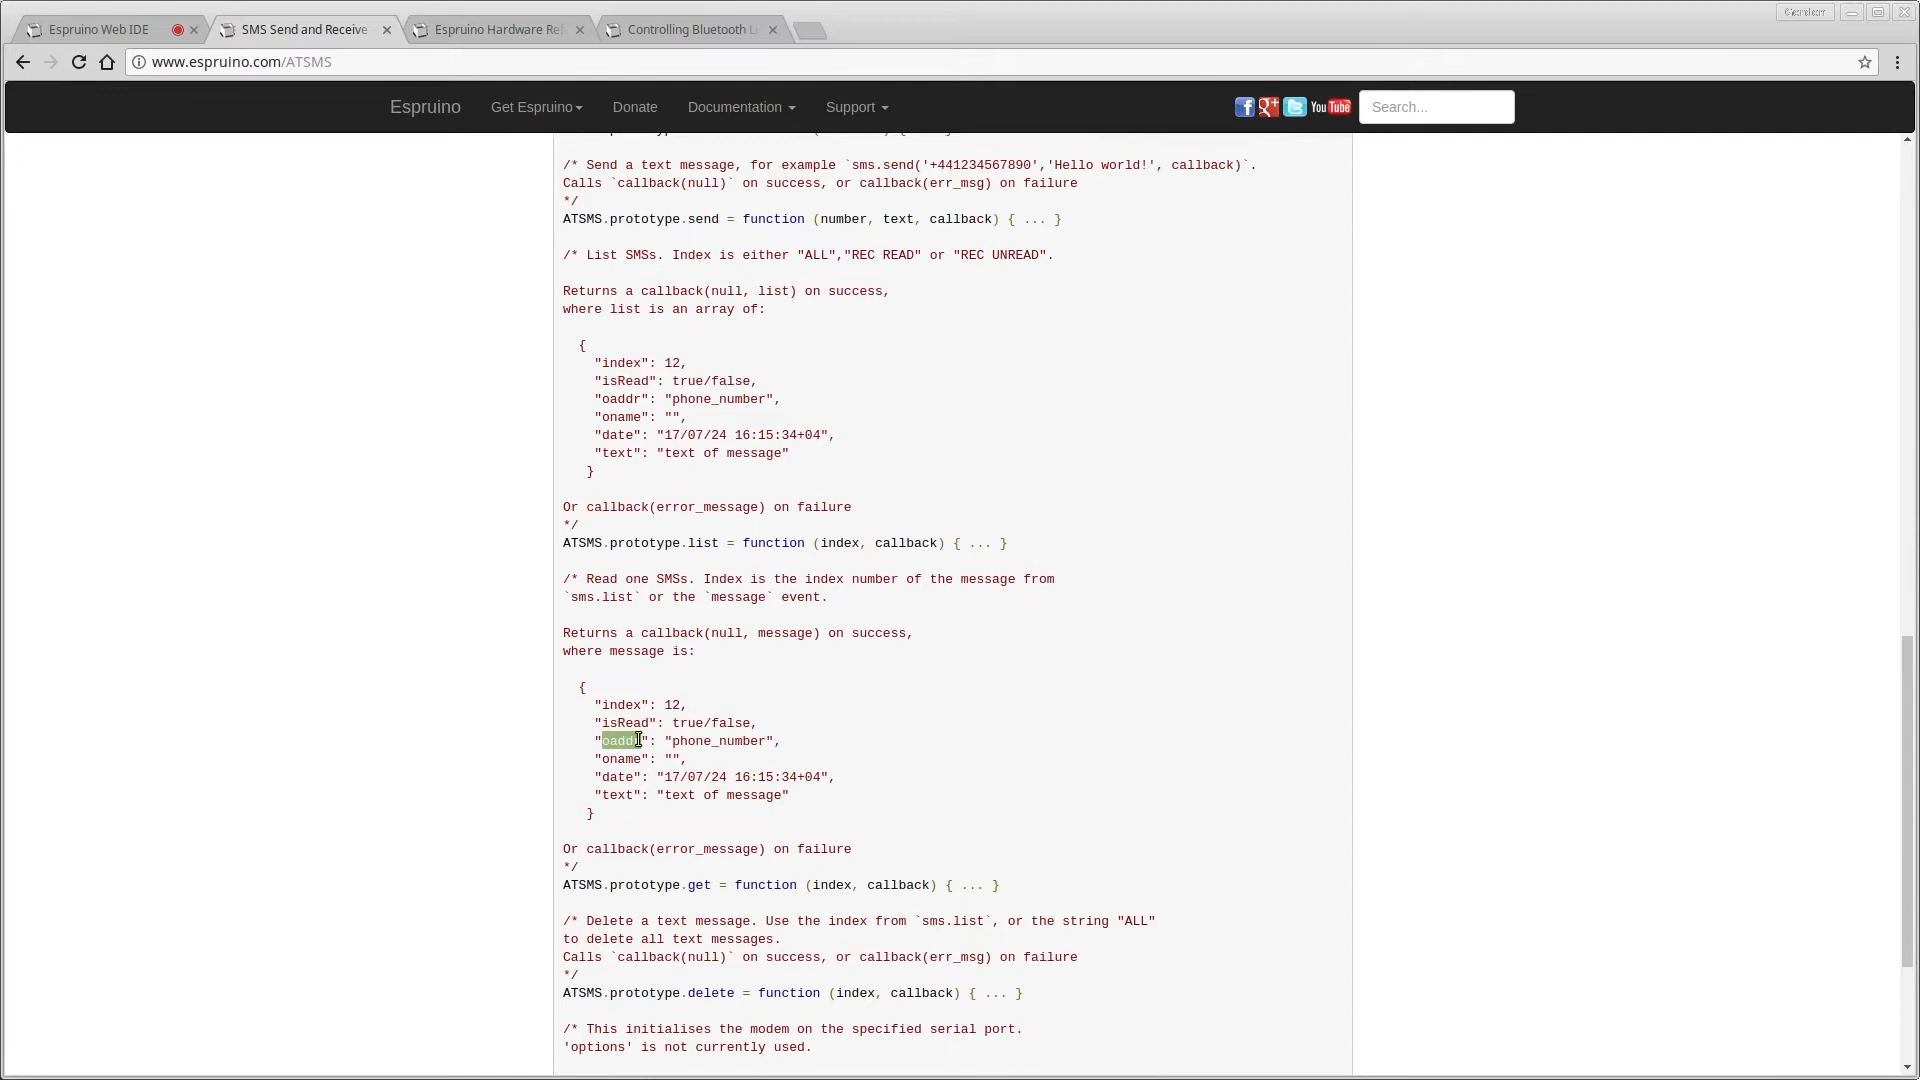 Espruino Web IDE
SMS Send and Receive
Espruino Hardware Re
Controlling Bluetooth L
www.espruino.com/ATSMS
Espruino Get Espruino Donate Documentation Support You Tube Search...
/* Send a text message, for example `sms.send('+441234567890','Hello world!', callback)`.
Calls `callback(null)` on success, or callback(err_msg) on failure
*/
ATSMS.prototype.send = function (number, text, callback) { ... }
/* List SMSs. Index is either "ALL","REC READ" or "REC UNREAD".
Returns a callback(null, list) on success,
where list is an array of:
{
"index": 12,
"isRead": true/false,
"oaddr": "phone_number",
"oname": "",
"date": "17/07/24 16:15:34+04",
"text": "text of message"
}
Or callback(error_message) on failure
*/
ATSMS.prototype.list = function (index, callback) { ... }
/* Read one SMSs. Index is the index number of the message from
`sms.list` or the `message` event.
Returns a callback(null, message) on success,
where message is:
{
"index": 12,
"isRead": true/false,
"oaddr": "phone_number",
"oname": "",
"date": "17/07/24 16:15:34+04",
"text": "text of message"
}
Or callback(error_message) on failure
*/
ATSMS.prototype.get = function (index, callback) { ... }
/* Delete a text message. Use the index from `sms.list`, or the string "ALL"
to delete all text messages.
Calls `callback(null)` on success, or callback(err_msg) on failure
*/
ATSMS.prototype.delete = function (index, callback) { ... }
/* This initialises the modem on the specified serial port.
'options' is not currently used.